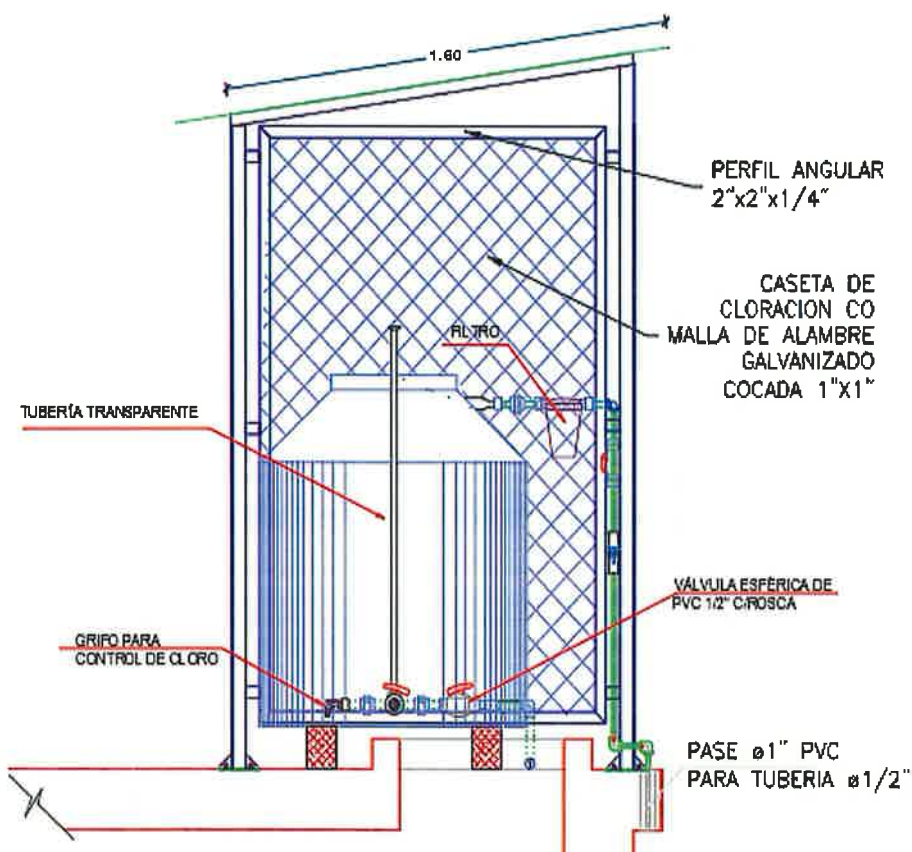 1.60
PERFIL ANGULAR
2"x2"x1/4"
CASETA DE
CLORACION CO
MALLA DE ALAMBRE
GALVANIZADO
COCADA 1"X1"
FILTRO
TUBERÍA TRANSPARENTE
VÁLVULA ESFÉRICA DE
PVC 1/2" C/ROSCA
GRIFO PARA
CONTROL DE CLORO
PASE ø1" PVC
PARA TUBERIA ø1/2"